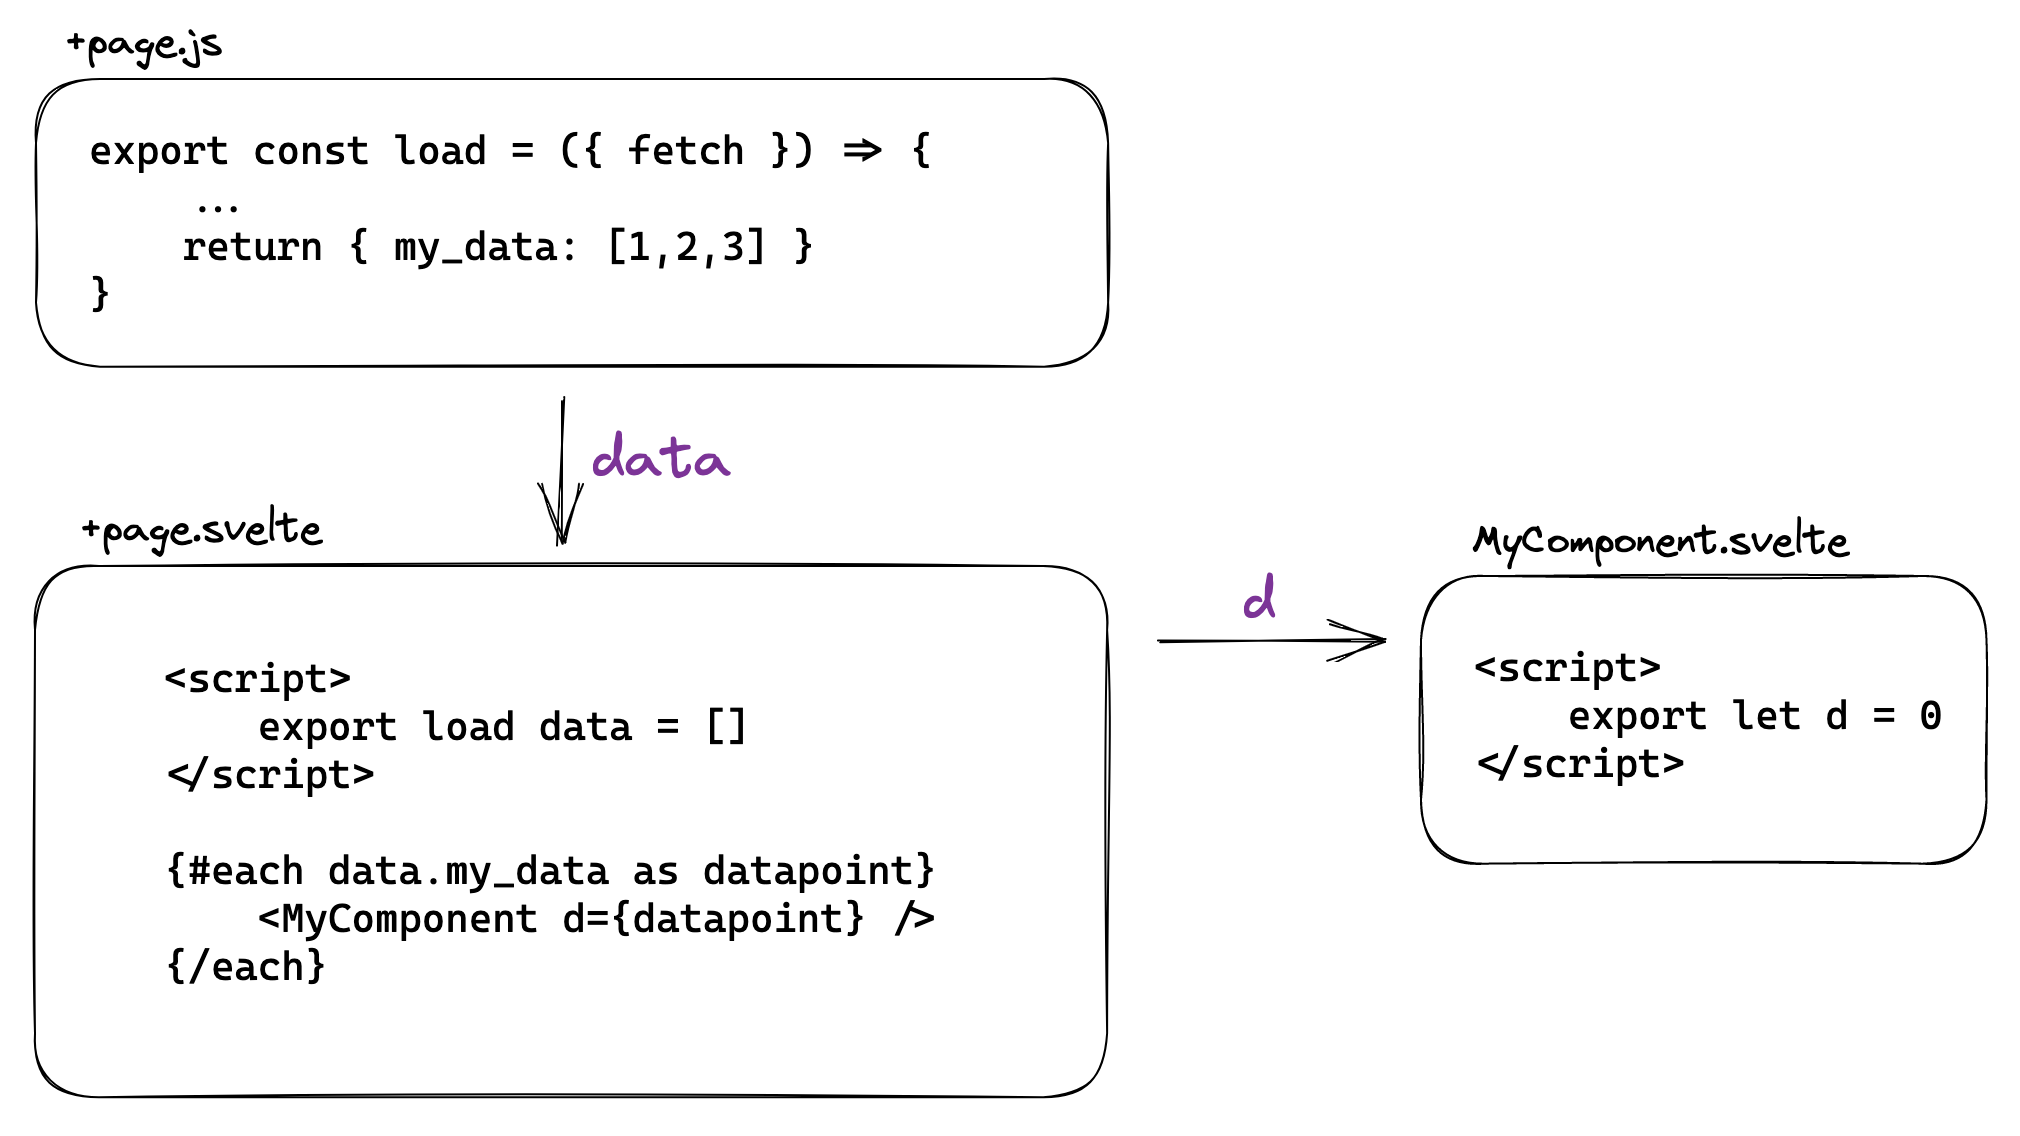 +page.js
export const load = ({ fetch }) => {
...
return { my_data: [1,2,3] }
}
data
+page.svelte
<script>
export load data = []
</script>
{#each data.my_data as datapoint}
<MyComponent d={datapoint} />
{/each}
d
MyComponent.svelte
<script>
export let d = 0
</script>